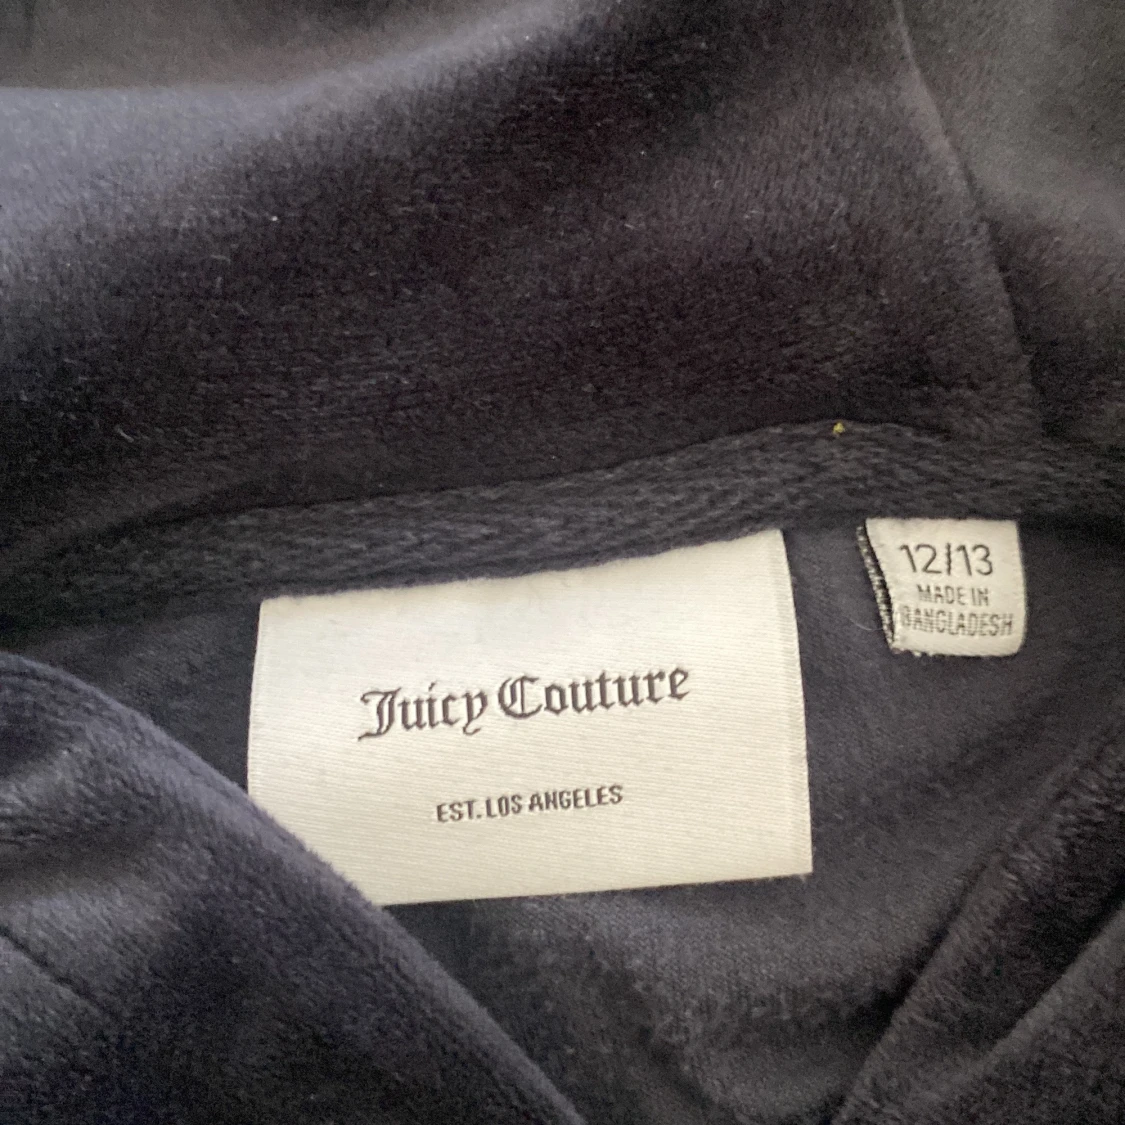 Juicy Couture
EST. LOS ANGELES
12/13
MADE IN
BANGLADESH